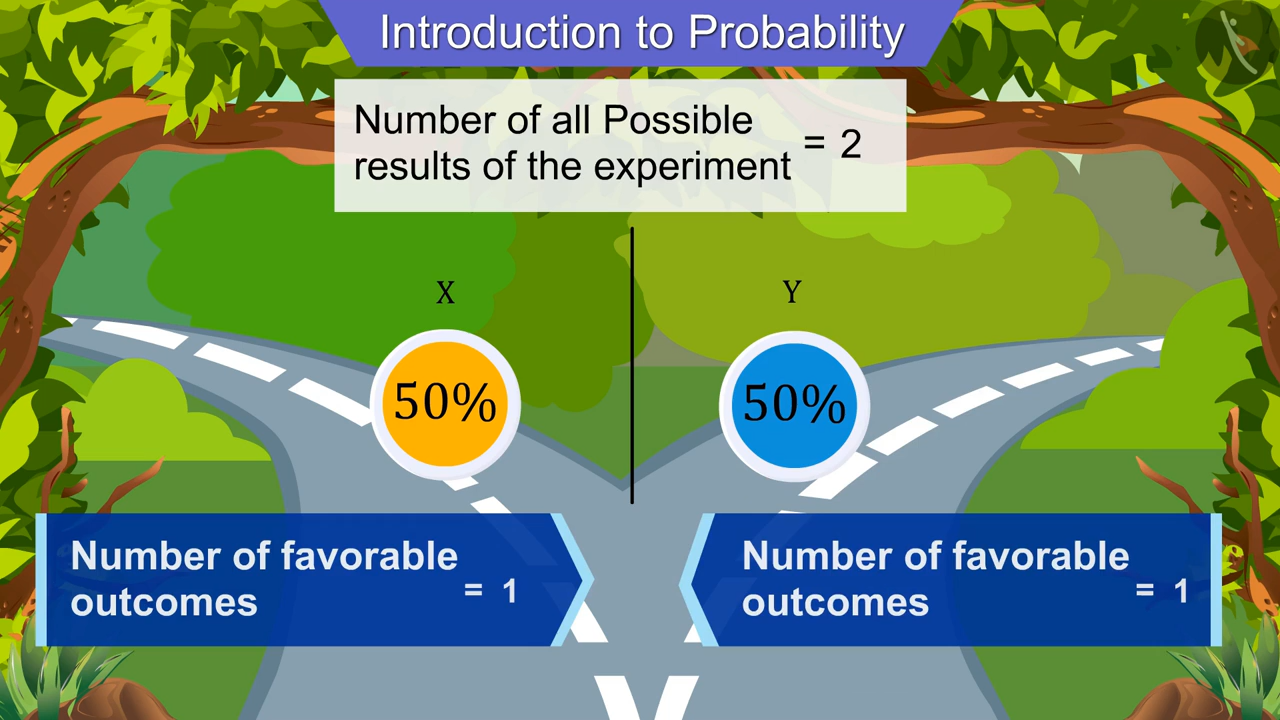 Introduction to Probability
Number of all Possible
results of the experiment = 2
X
Y
50%
50%
Number of favorable
outcomes = 1
Number of favorable
outcomes = 1